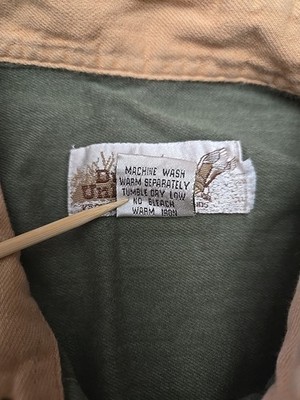 MACHINE WASH
WARM SEPARATELY
TUMBLE DRY LOW
NO BLEACH
WARM IRON